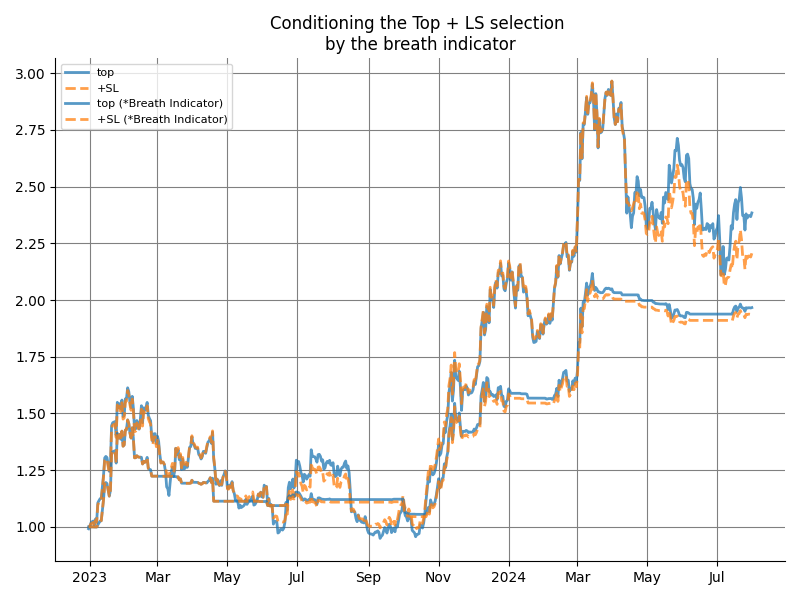 Conditioning the Top + LS selection
by the breath indicator
top
+SL
top (*Breath Indicator)
+SL (*Breath Indicator)
3.00
2.75
2.50
2.25
2.00
1.75
1.50
1.25
1.00
2023 Mar May Jul Sep Nov 2024 Mar May Jul